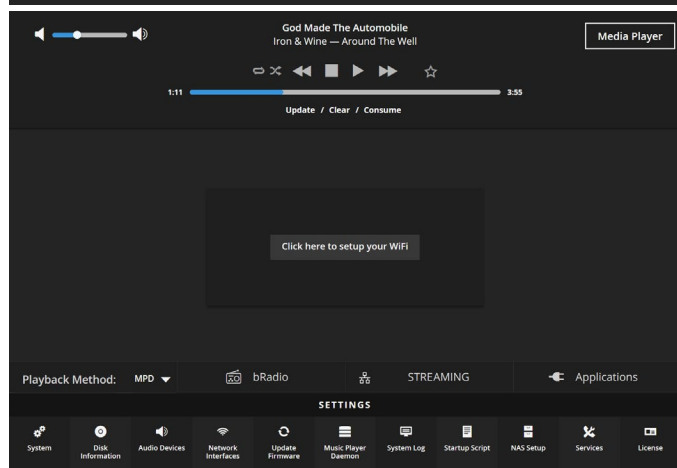 God Made The Automobile
Iron & Wine — Around The Well
Media Player
1:11
3:55
Update / Clear / Consume
Click here to setup your WiFi
Playback Method: MPD
bRadio
STREAMING
Applications
SETTINGS
System
Disk Information
Audio Devices
Network Interfaces
Update Firmware
Music Player Daemon
System Log
Startup Script
NAS Setup
Services
License